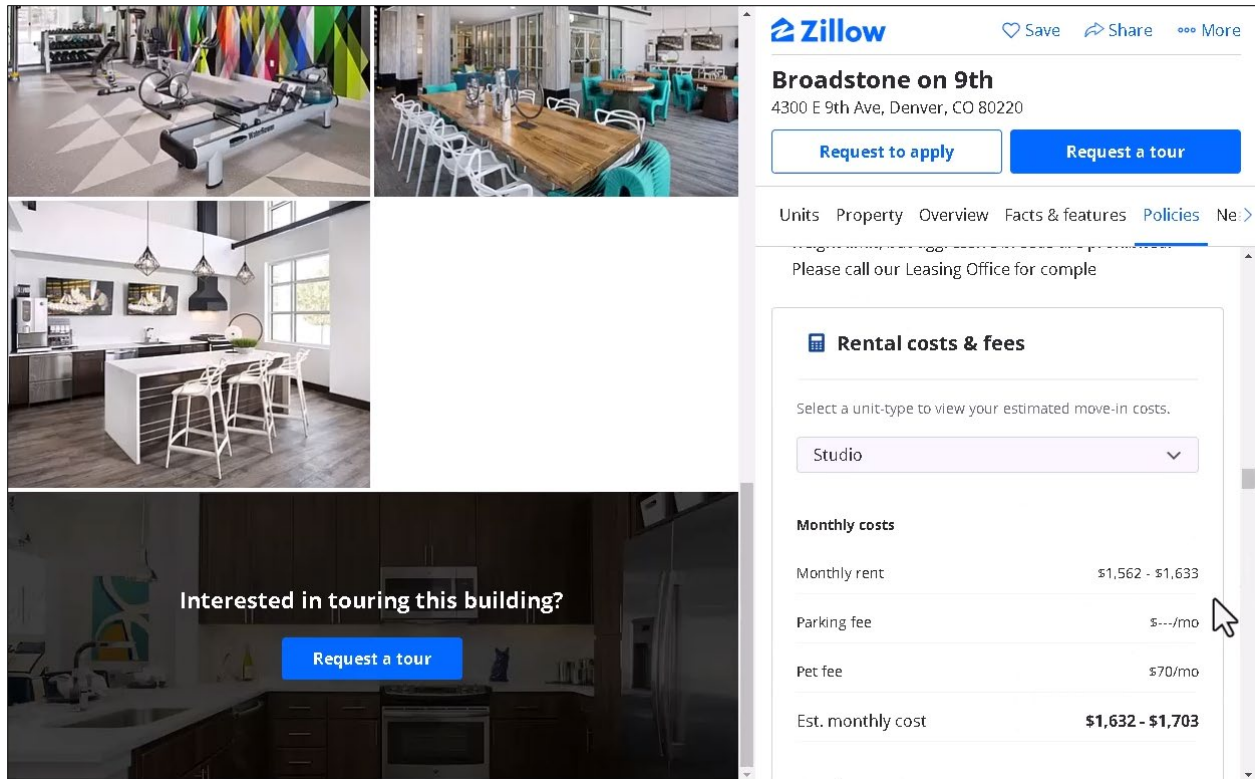 WaterRower
Interested in touring this building?
Request a tour
Zillow
Save Share More
Broadstone on 9th
4300 E 9th Ave, Denver, CO 80220
Request to apply Request a tour
Units Property Overview Facts & features Policies Ne
Please call our Leasing Office for comple
Rental costs & fees
Select a unit-type to view your estimated move-in costs.
Studio
Monthly costs
Monthly rent $1,562 - $1,633
Parking fee $---/mo
Pet fee $70/mo
Est. monthly cost $1,632 - $1,703